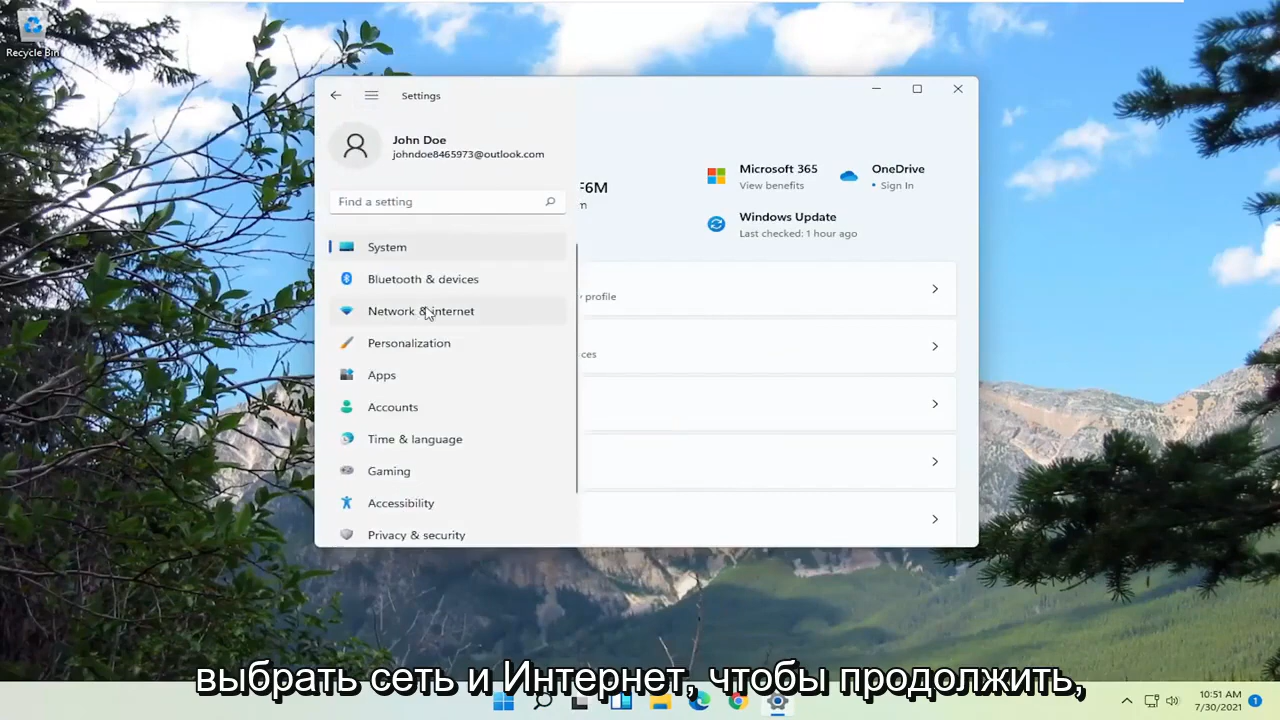 Recycle Bin
Settings
John Doe
johndoe8465973@outlook.com
Find a setting
System
Bluetooth & devices
Network & internet
Personalization
Apps
Accounts
Time & language
Gaming
Accessibility
Privacy & security
F6M
Microsoft 365
View benefits
OneDrive
• Sign In
Windows Update
Last checked: 1 hour ago
profile
ces
выбрать сеть и Интернет, чтобы продолжить,
10:51 AM
7/30/2021
1